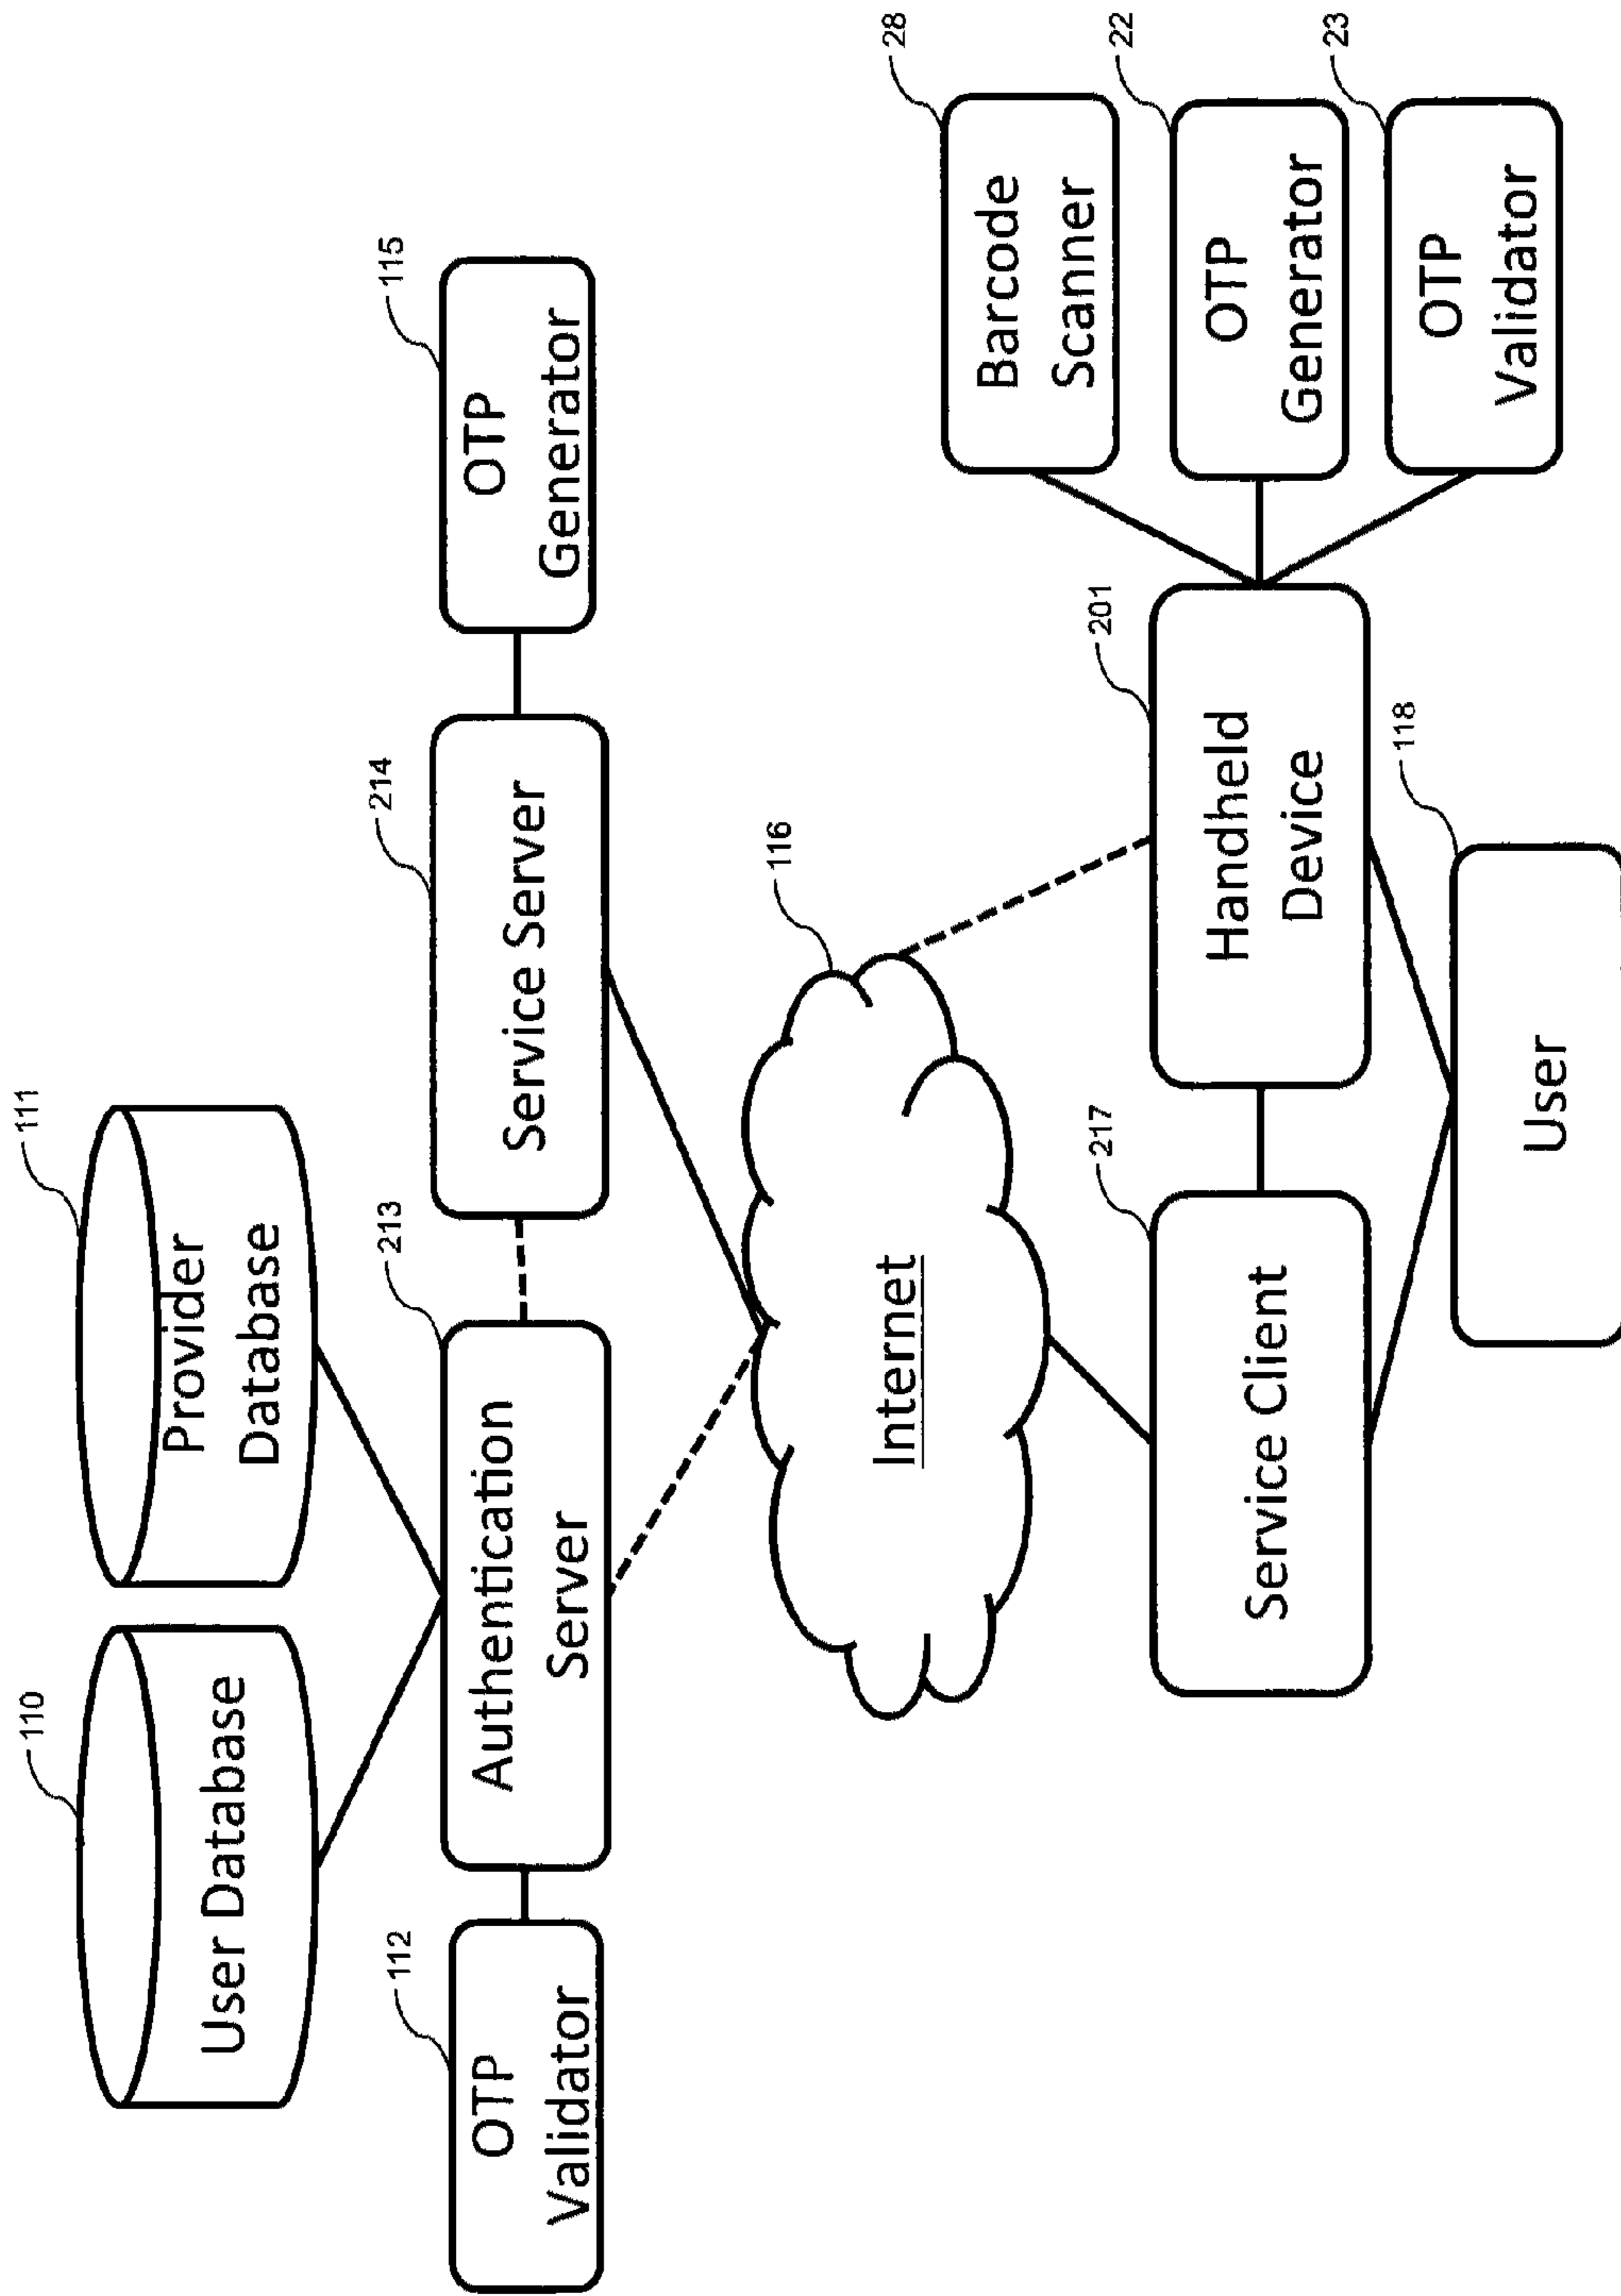 110
User Database
111
Provider
Database
112
OTP
Validator
213
Authentication
Server
214
Service Server
115
OTP
Generator
116
Internet
217
Service Client
201
Handheld
Device
28
Barcode
Scanner
22
OTP
Generator
23
OTP
Validator
118
User